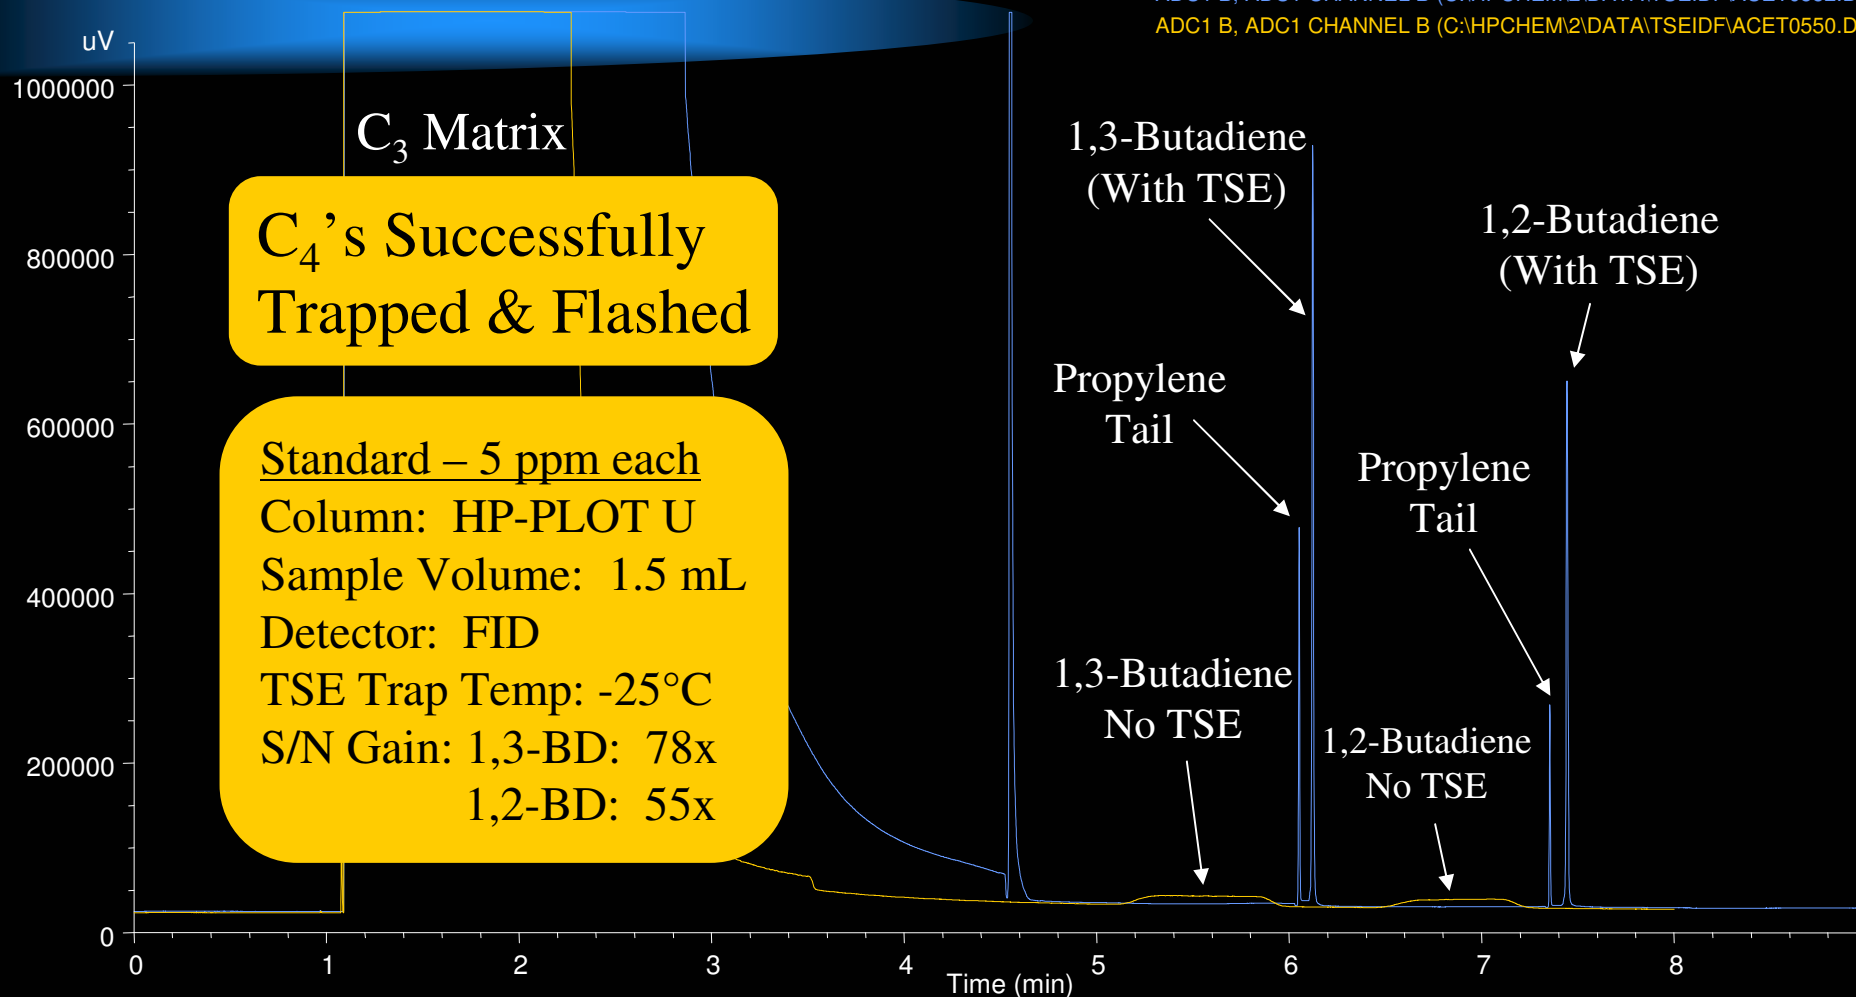 ADC1 B, ADC1 CHANNEL B (C:\HPCHEM\2\DATA\TSEIDF\ACET0550.D
uV
1000000
800000
600000
400000
200000
0
C3 Matrix
C4's Successfully
Trapped & Flashed
Standard – 5 ppm each
Column: HP-PLOT U
Sample Volume: 1.5 mL
Detector: FID
TSE Trap Temp: -25°C
S/N Gain: 1,3-BD: 78x
1,2-BD: 55x
1,3-Butadiene
(With TSE)
1,2-Butadiene
(With TSE)
Propylene
Tail
Propylene
Tail
1,3-Butadiene
No TSE
1,2-Butadiene
No TSE
0 1 2 3 4 5 6 7 8
Time (min)